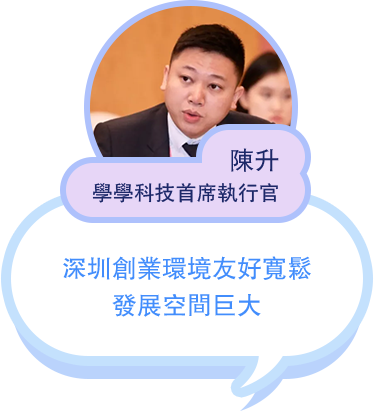 陳升
學學科技首席執行官
深圳創業環境友好寬鬆
發展空間巨大